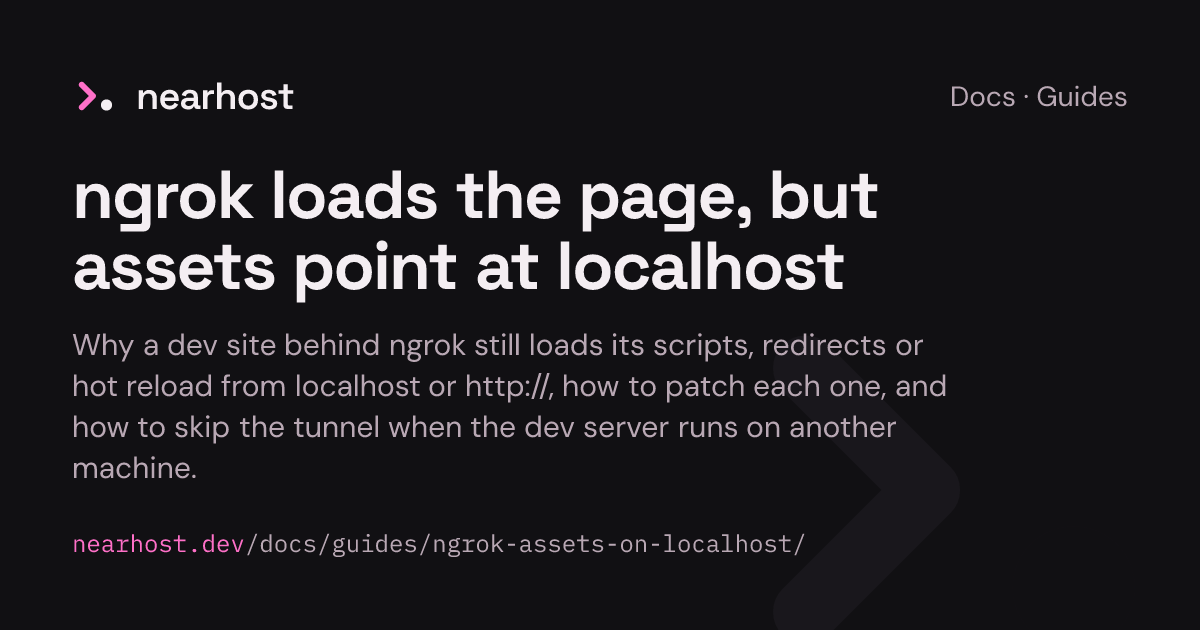 nearhost
Docs · Guides
ngrok loads the page, but
assets point at localhost
Why a dev site behind ngrok still loads its scripts, redirects or
hot reload from localhost or http://, how to patch each one, and
how to skip the tunnel when the dev server runs on another
machine.
nearhost.dev/docs/guides/ngrok-assets-on-localhost/